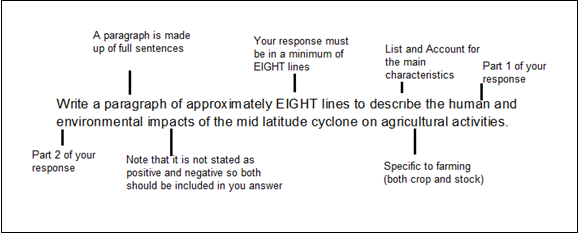 A paragraph is made
up of full sentences
Your response must
be in a minimum of
EIGHT lines
List and Account for
the main
characteristics
Part 1 of your
response
Write a paragraph of approximately EIGHT lines to describe the human and
environmental impacts of the mid latitude cyclone on agricultural activities.
Part 2 of your
response
Note that it is not stated as
positive and negative so both
should be included in you answer
Specific to farming
(both crop and stock)